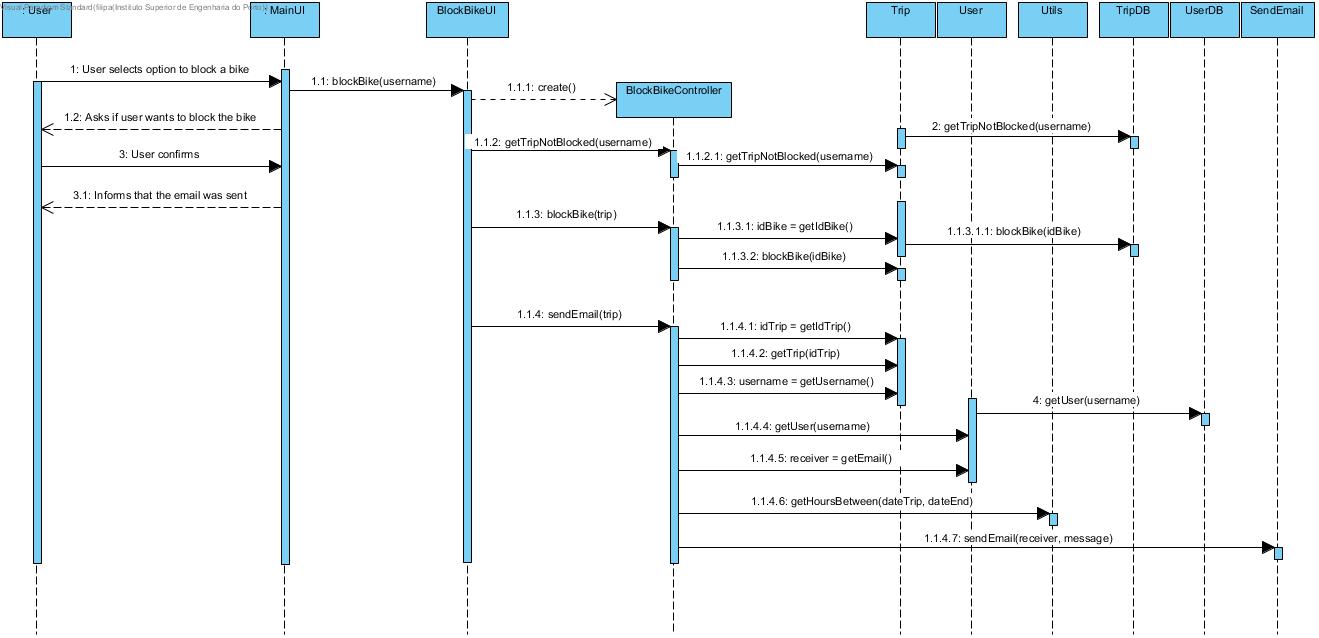 Visual Paradigm Standard(filipa(Instituto Superior de Engenharia do Porto))
: User
: MainUI
BlockBikeUI
Trip
User
Utils
TripDB
UserDB
SendEmail
1: User selects option to block a bike
1.1: blockBike(username)
1.1.1: create()
BlockBikeController
1.2: Asks if user wants to block the bike
2: getTripNotBlocked(username)
1.1.2: getTripNotBlocked(username)
3: User confirms
1.1.2.1: getTripNotBlocked(username)
3.1: Informs that the email was sent
1.1.3: blockBike(trip)
1.1.3.1: idBike = getIdBike()
1.1.3.1.1: blockBike(idBike)
1.1.3.2: blockBike(idBike)
1.1.4: sendEmail(trip)
1.1.4.1: idTrip = getIdTrip()
1.1.4.2: getTrip(idTrip)
1.1.4.3: username = getUsername()
4: getUser(username)
1.1.4.4: getUser(username)
1.1.4.5: receiver = getEmail()
1.1.4.6: getHoursBetween(dateTrip, dateEnd)
1.1.4.7: sendEmail(receiver, message)